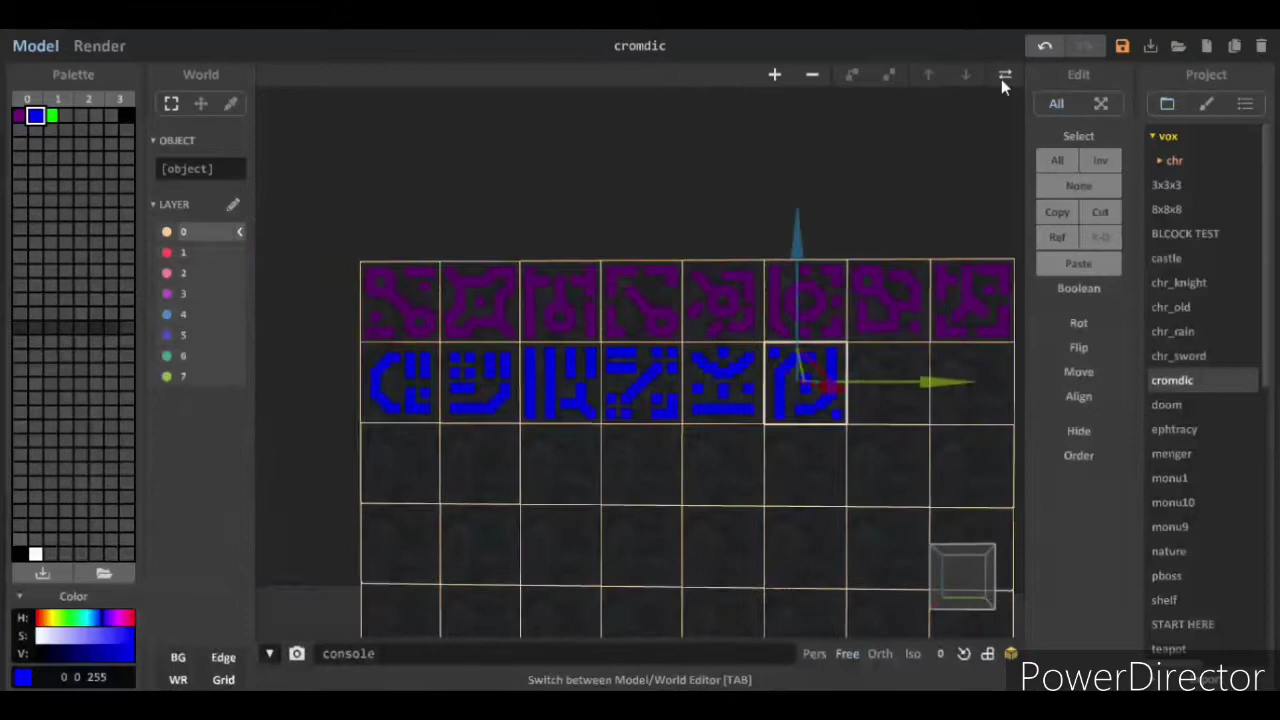 Model Render cromdic
Palette World Edit Project
0 1 2 3
All
OBJECT Select vox
[object] All Inv chr
None 3x3x3
LAYER Copy Cut 8x8x8
0 Ref BLCOCK TEST
1 Paste castle
2 Boolean chr_knight
3 Rot chr_old
4 Flip chr_rain
5 Move chr_sword
6 Align cromdic
7 Hide doom
Order ephtracy
menger
monu1
monu10
monu9
nature
pboss
Color shelf
H: START HERE
S: teapot
V: BG Edge console Pers Free Orth Iso 0
0 0 255 WR Grid Switch between Model/World Editor [TAB]
PowerDirector